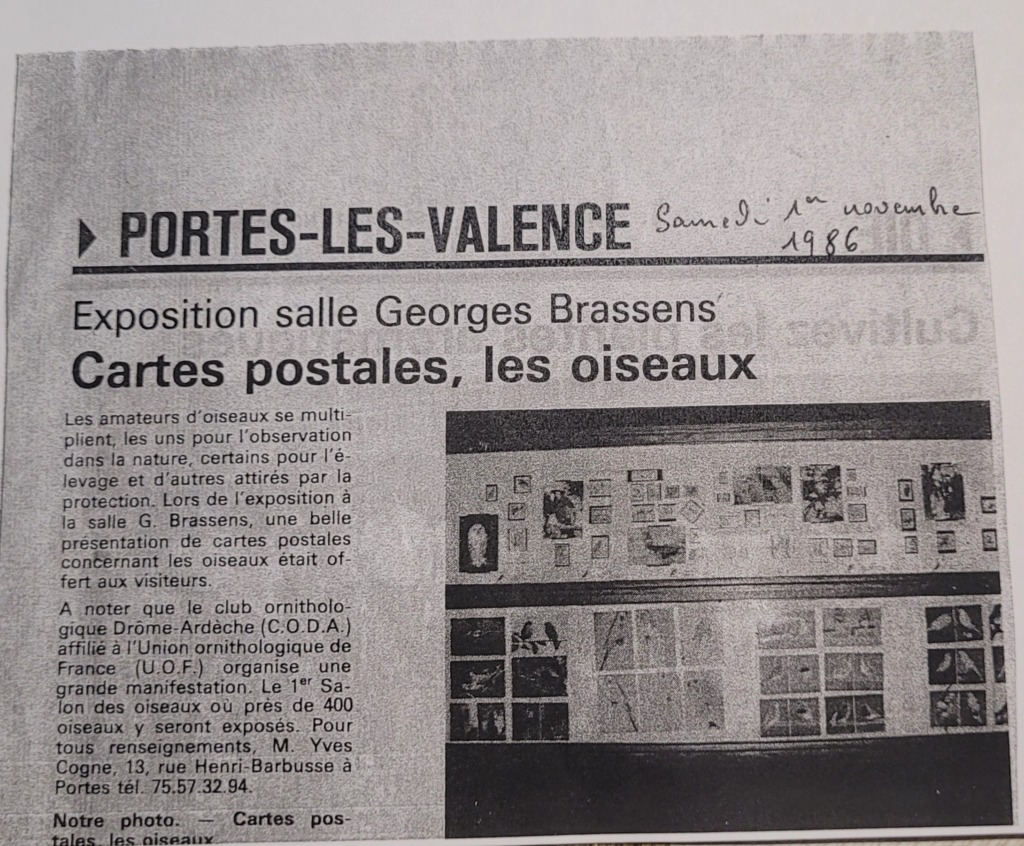 PORTES-LES-VALENCE
Samedi 1er novembre
1986
Exposition salle Georges Brassens
Cartes postales, les oiseaux
Les amateurs d'oiseaux se multi-
plient, les uns pour l'observation
dans la nature, certains pour l'é-
levage et d'autres attirés par la
protection. Lors de l'exposition à
la salle G. Brassens, une belle
présentation de cartes postales
concernant les oiseaux était of-
fert aux visiteurs.
A noter que le club ornitholo-
gique Drôme-Ardèche (C.O.D.A.)
affilié à l'Union ornithologique de
France (U.O.F.) organise une
grande manifestation. Le 1er Sa-
lon des oiseaux où près de 400
oiseaux y seront exposés. Pour
tous renseignements, M. Yves
Cogne, 13, rue Henri-Barbusse à
Portes tél. 75.57.32.94.
Notre photo. — Cartes pos-
tales, les oiseaux